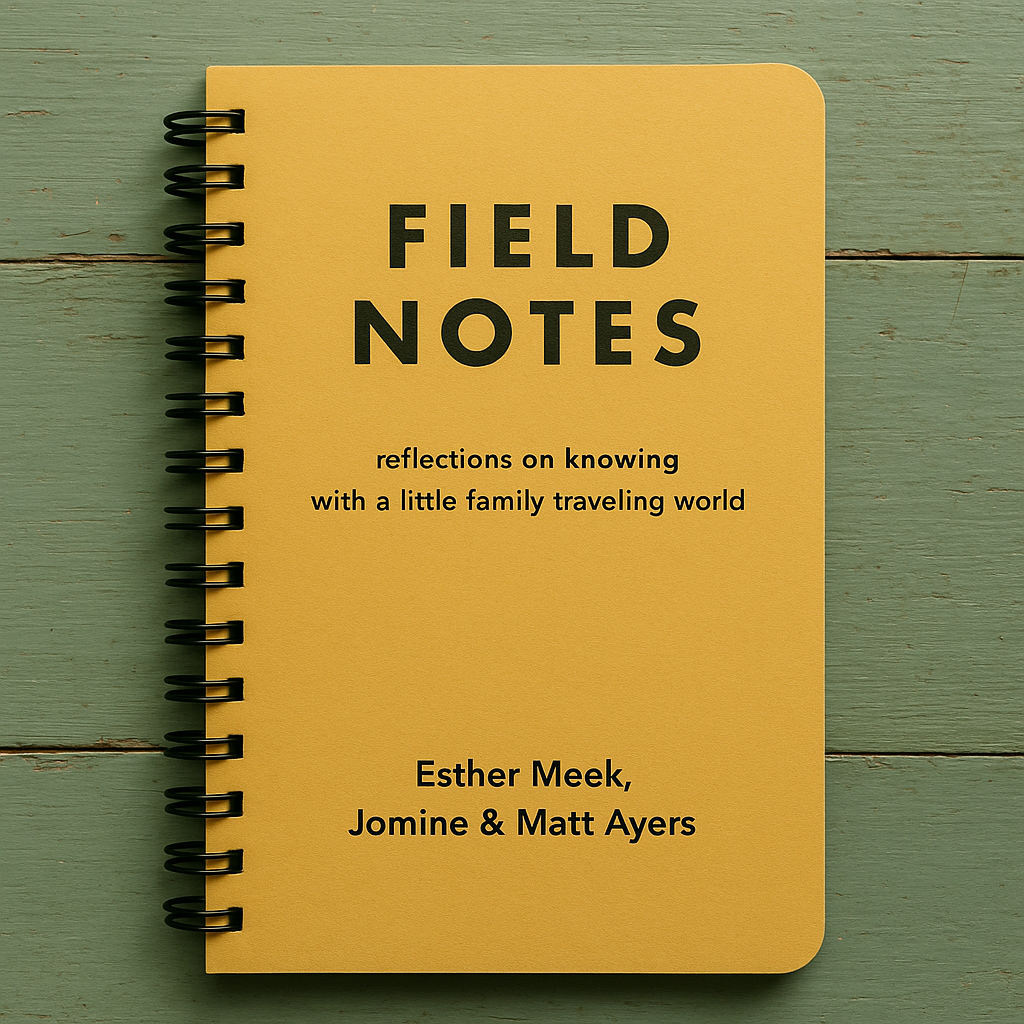 FIELD
NOTES
reflections on knowing
with a little family traveling world
Esther Meek,
Jomine & Matt Ayers